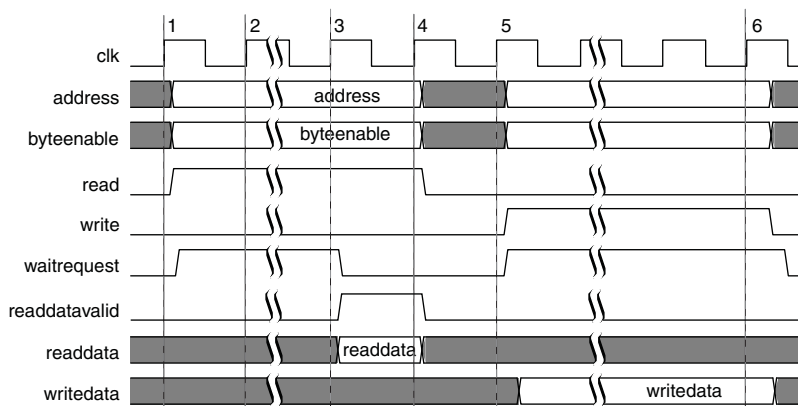 1 2 3 4 5 6
clk
address address
byteenable byteenable
read
write
waitrequest
readdatavalid
readdata readdata
writedata writedata